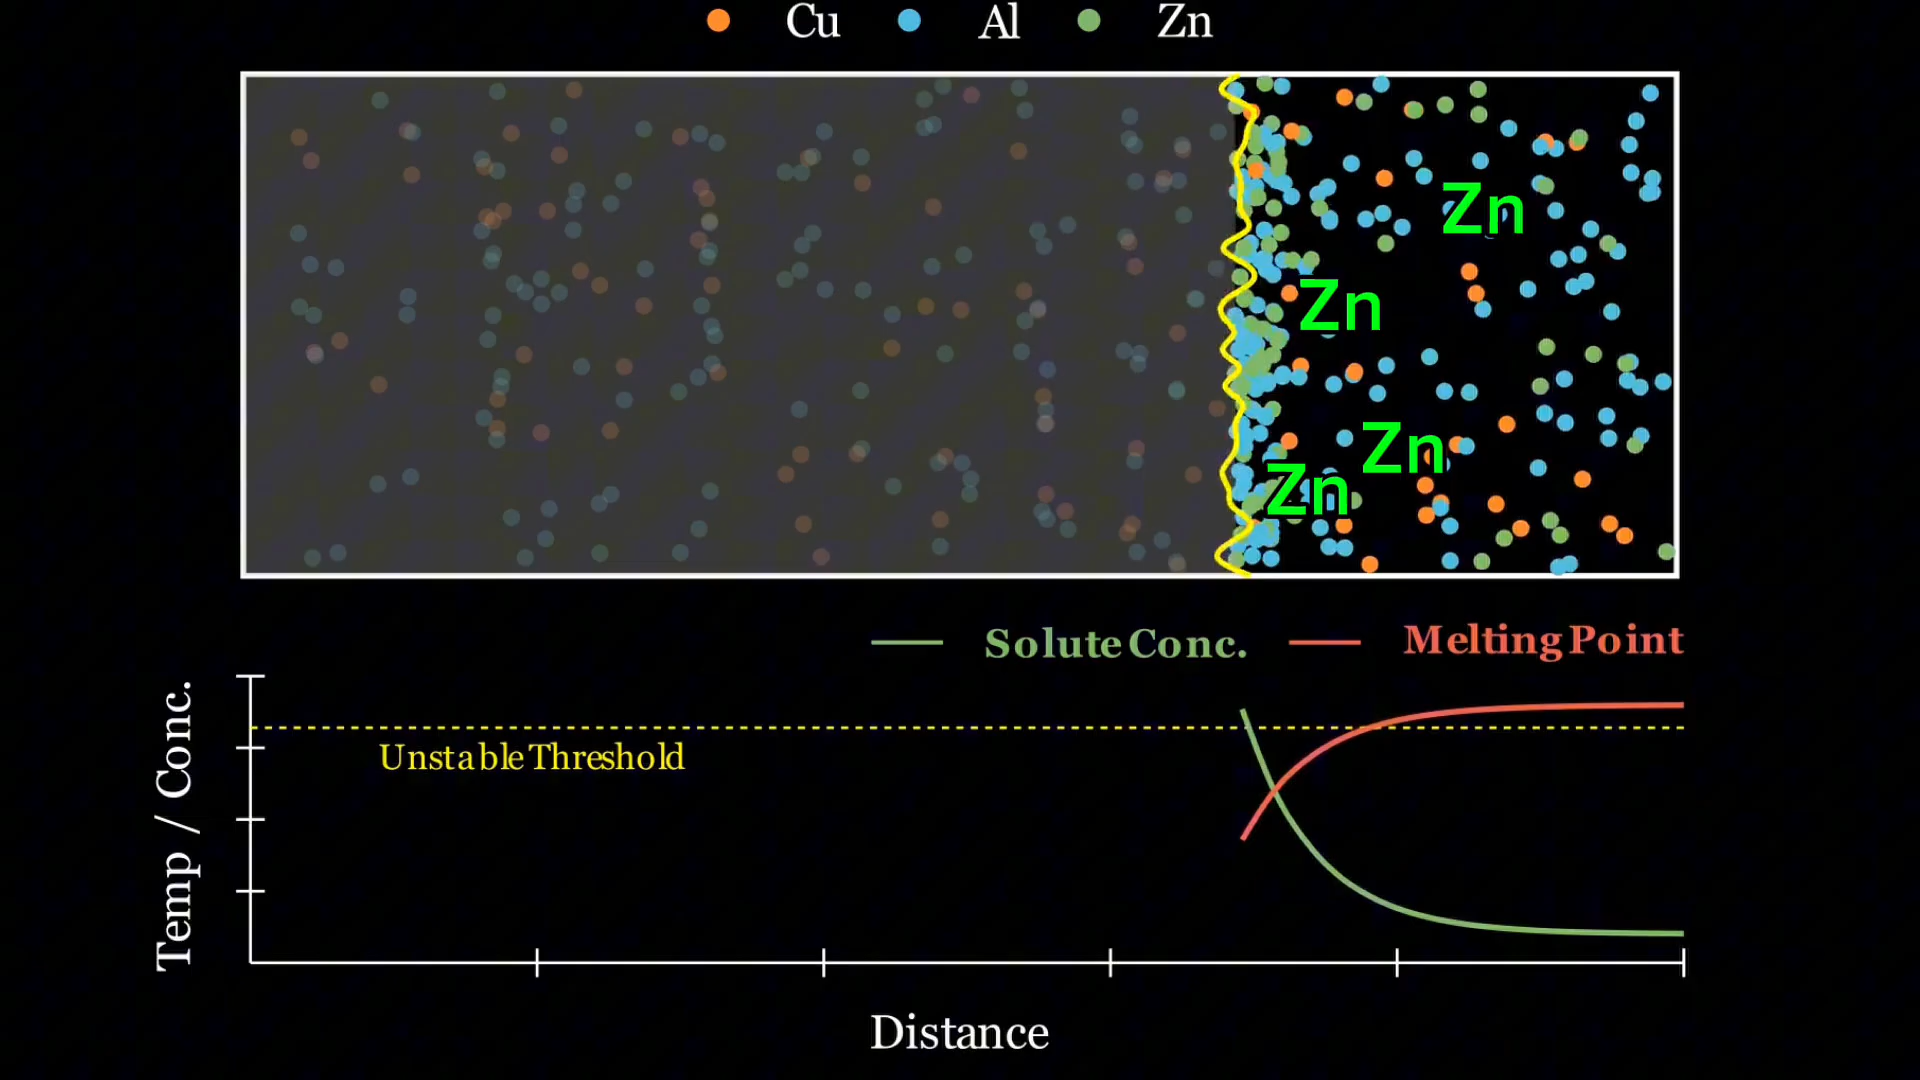 Cu Al Zn
Zn
Zn
Zn
Zn
Solute Conc. Melting Point
Unstable Threshold
Temp / Conc.
Distance